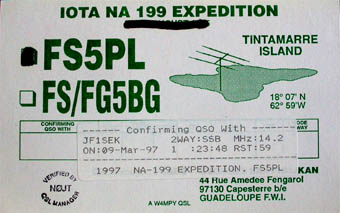 IOTA NA 199 EXPEDITION
FS5PL
TINTAMARRE
ISLAND
FS/FG5BG
18° 07' N
62° 59' W
CONFIRMING
QSO WITH
Confirming QSO With
JF1SEK 2WAY:SSB MHz:14.2
ON:09-Mar-97 1 :23:48 RST:59
1997 NA-199 EXPEDITION. FS5PL
KAN
VERIFIED BY
QSL MANAGER
44 Hue Amedee Fengarol
97130 Capesterre b/e
GUADELOUPE F.W.I.
A W4MPY QSL